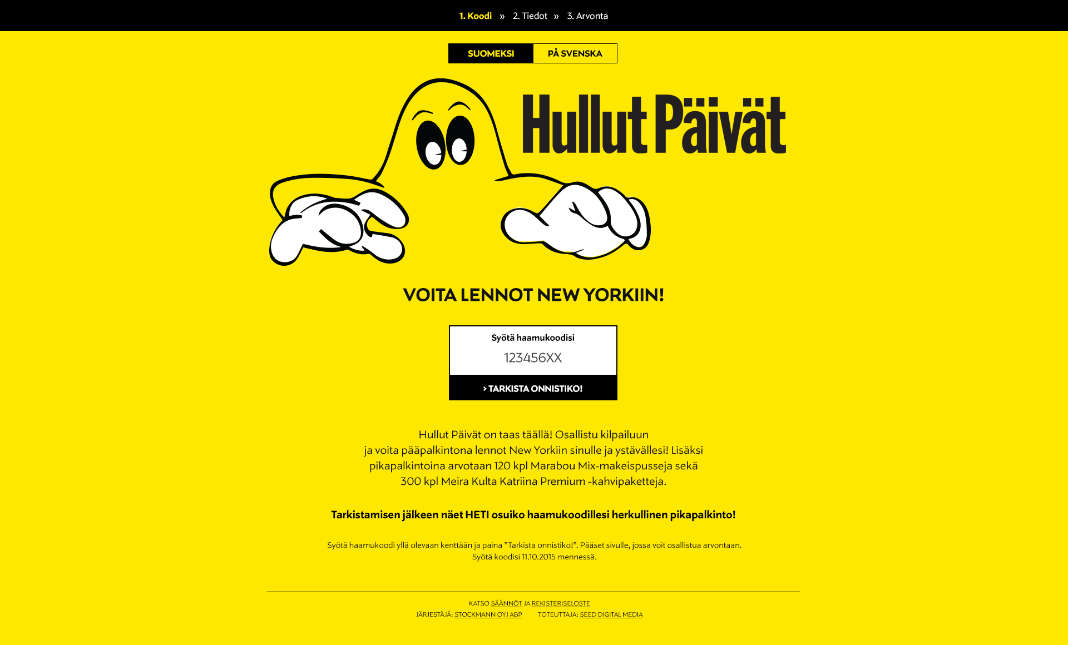 1. Koodi » 2. Tiedot » 3. Arvonta
SUOMEKSI PÅ SVENSKA
Hullut Päivät
VOITA LENNOT NEW YORKIIN!
Syötä haamukoodisi
123456XX
› TARKISTA ONNISTIKO!
Hullut Päivät on taas täällä! Osallistu kilpailuun
ja voita pääpalkintona lennot New Yorkiin sinulle ja ystävällesi! Lisäksi
pikapalkintoina arvotaan 120 kpl Marabou Mix-makeispusseja sekä
300 kpl Meira Kulta Katriina Premium -kahvipaketteja.
Tarkistamisen jälkeen näet HETI osuiko haamukoodillesi herkullinen pikapalkinto!
Syötä haamukoodi yllä olevaan kenttään ja paina "Tarkista onnistiko!". Pääset sivulle, jossa voit osallistua arvontaan.
Syötä koodisi 11.10.2015 mennessä.
KATSO SÄÄNNÖT JA REKISTERISELOSTE
JÄRJESTÄJÄ: STOCKMANN OYJ ABP TOTEUTTAJA: SEED DIGITAL MEDIA